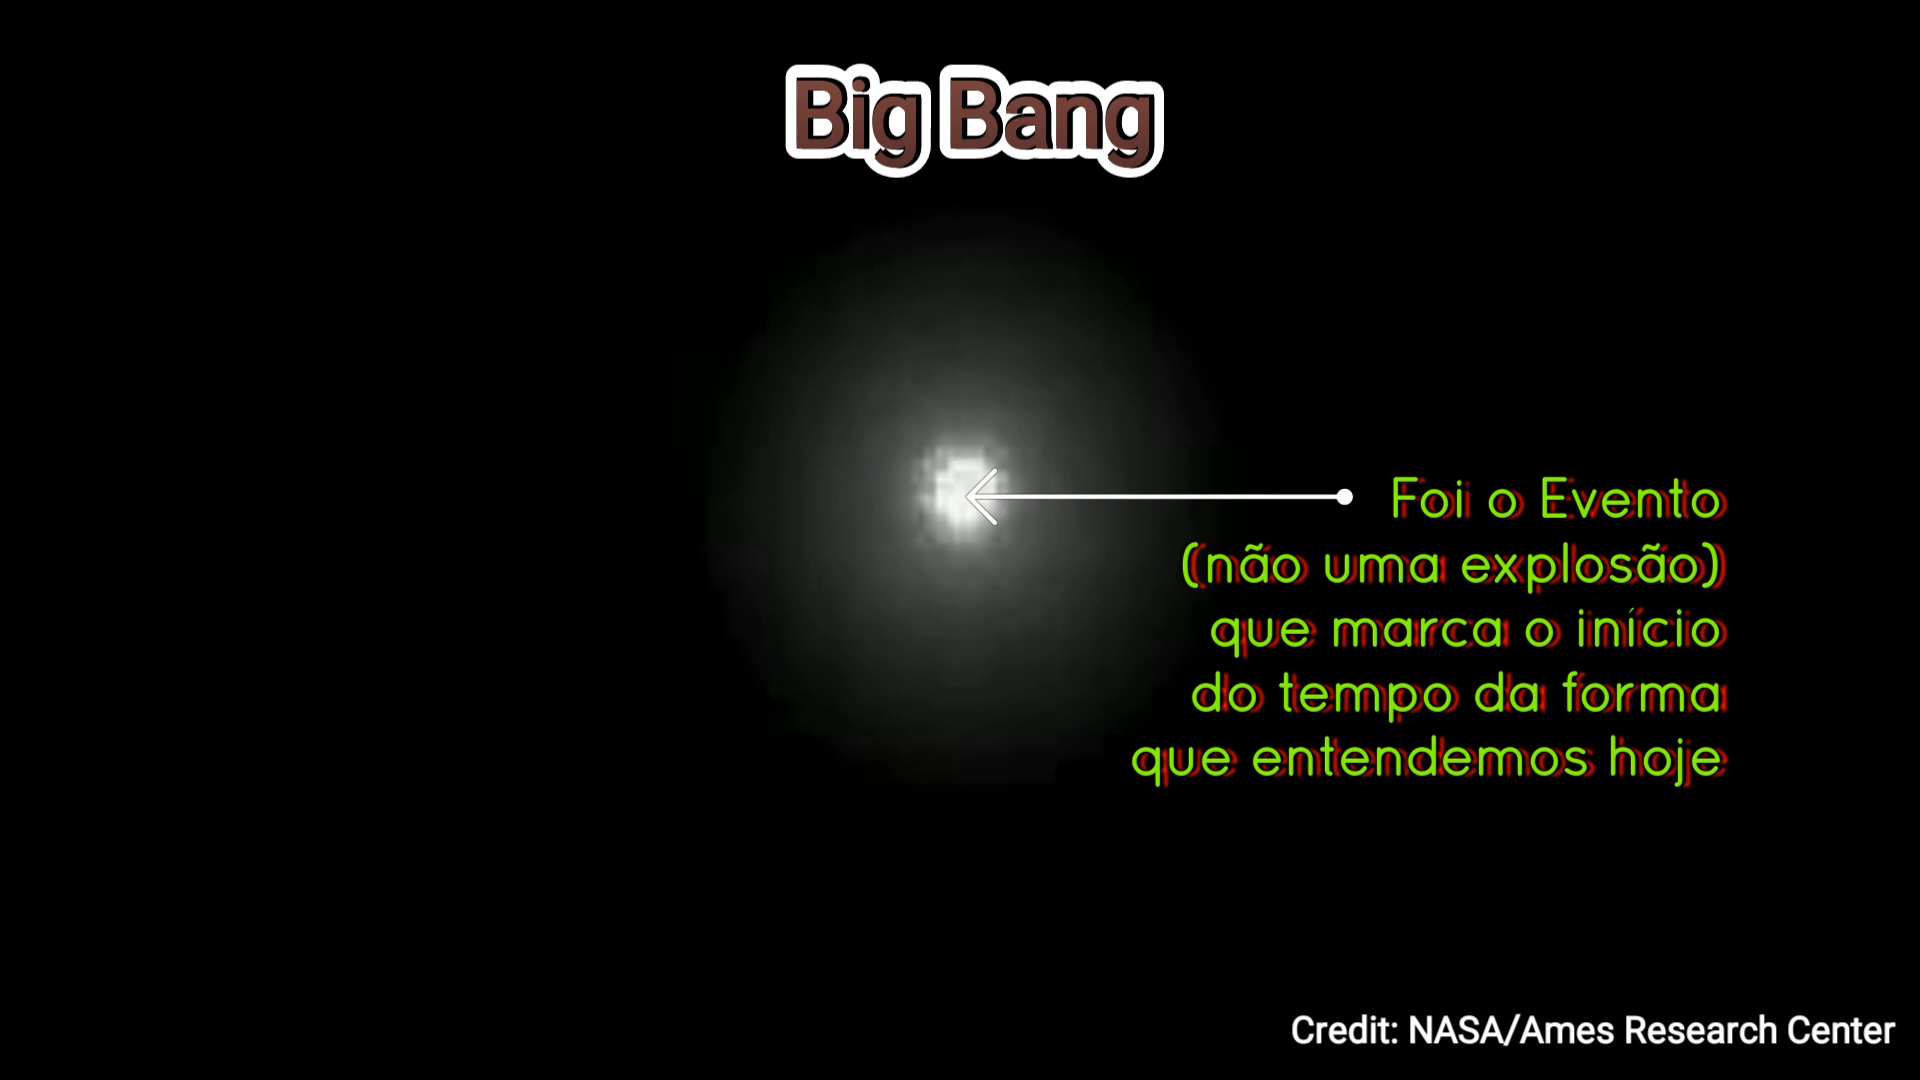 Big Bang
Foi o Evento
(não uma explosão)
que marca o início
do tempo da forma
que entendemos hoje
Credit: NASA/Ames Research Center